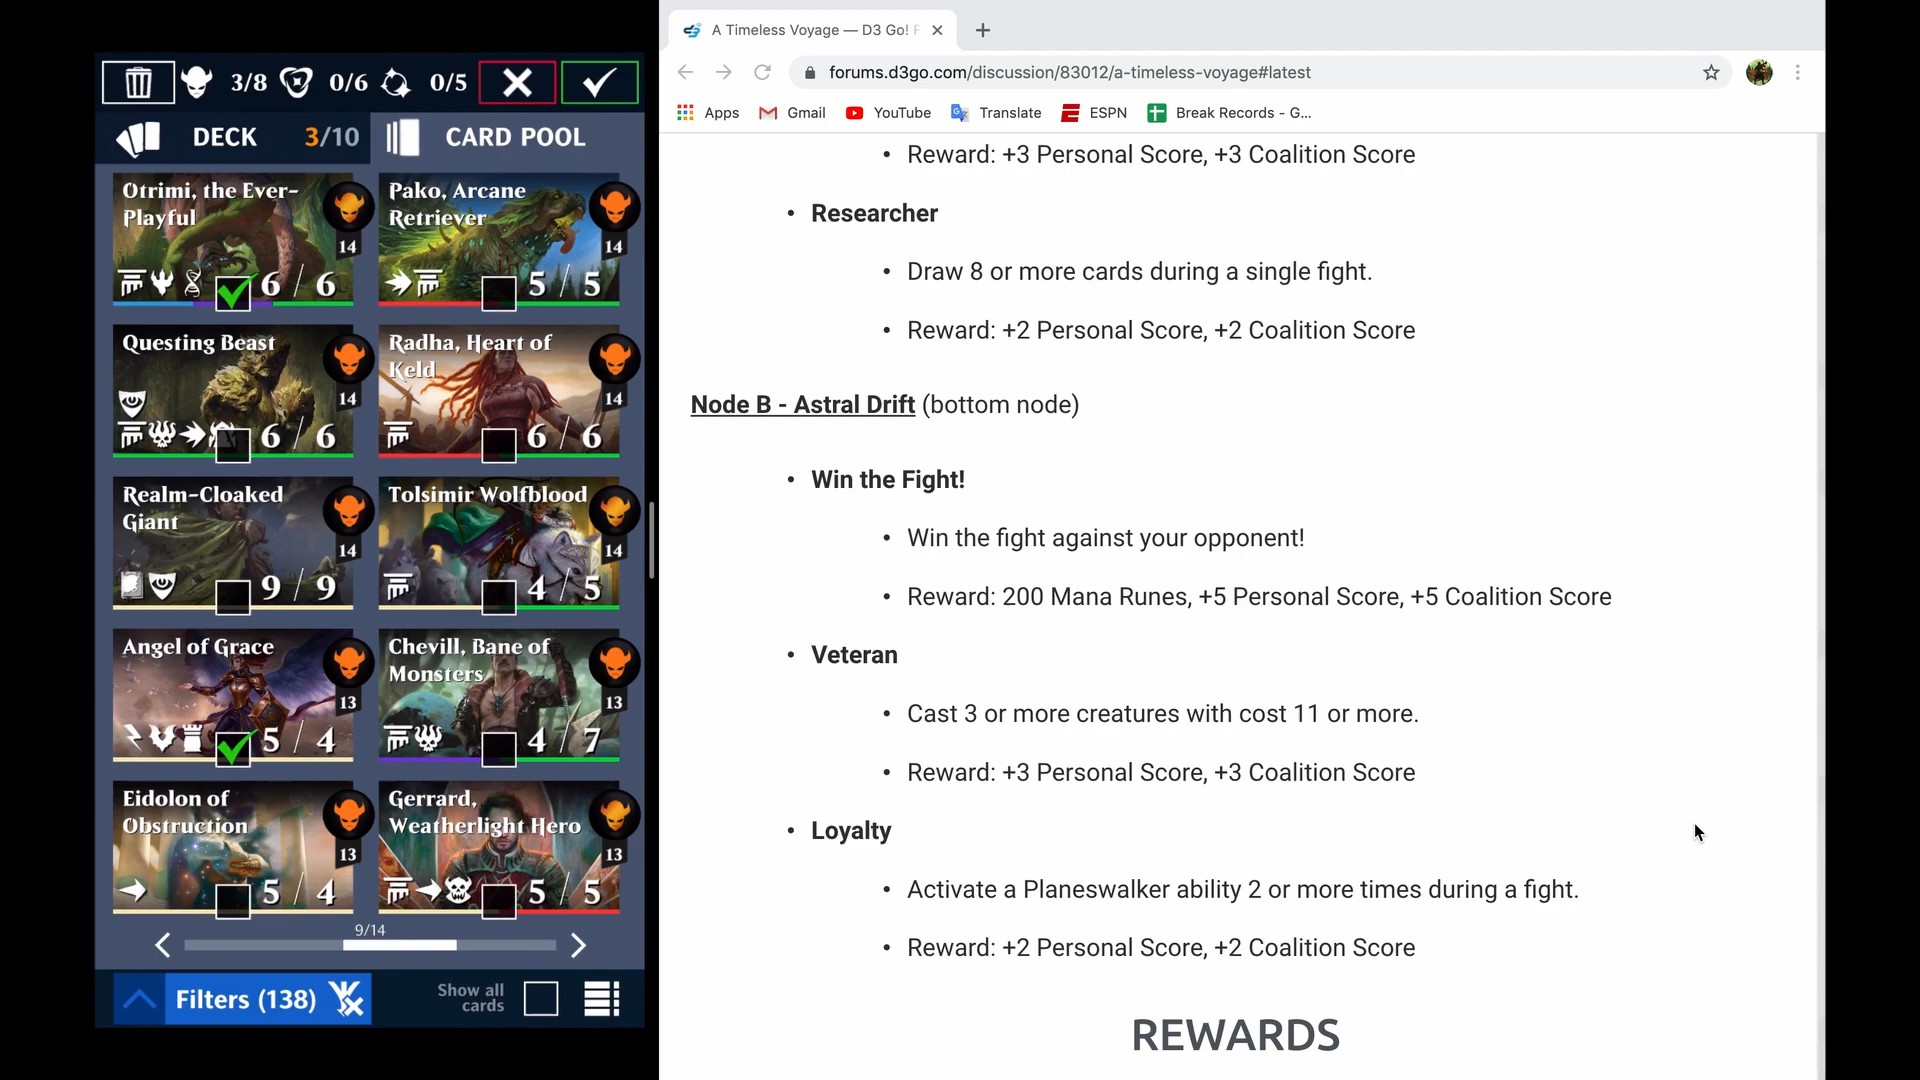 3/8
0/6
0/5
DECK 3/10
CARD POOL
Otrimi, the Ever-
Playful
14
6 / 6
Pako, Arcane
Retriever
14
5 / 5
Questing Beast
14
6 / 6
Radha, Heart of
Keld
14
6 / 6
Realm-Cloaked
Giant
14
9 / 9
Tolsimir Wolfblood
14
4 / 5
Angel of Grace
13
5 / 4
Chevill, Bane of
Monsters
13
4 / 7
Eidolon of
Obstruction
13
5 / 4
Gerrard,
Weatherlight Hero
13
5 / 5
9/14
Filters (138)
Show all
cards
A Timeless Voyage — D3 Go! F
forums.d3go.com/discussion/83012/a-timeless-voyage#latest
Apps Gmail YouTube Translate ESPN Break Records - G...
• Reward: +3 Personal Score, +3 Coalition Score
• Researcher
• Draw 8 or more cards during a single fight.
• Reward: +2 Personal Score, +2 Coalition Score
Node B - Astral Drift (bottom node)
• Win the Fight!
• Win the fight against your opponent!
• Reward: 200 Mana Runes, +5 Personal Score, +5 Coalition Score
• Veteran
• Cast 3 or more creatures with cost 11 or more.
• Reward: +3 Personal Score, +3 Coalition Score
• Loyalty
• Activate a Planeswalker ability 2 or more times during a fight.
• Reward: +2 Personal Score, +2 Coalition Score
REWARDS